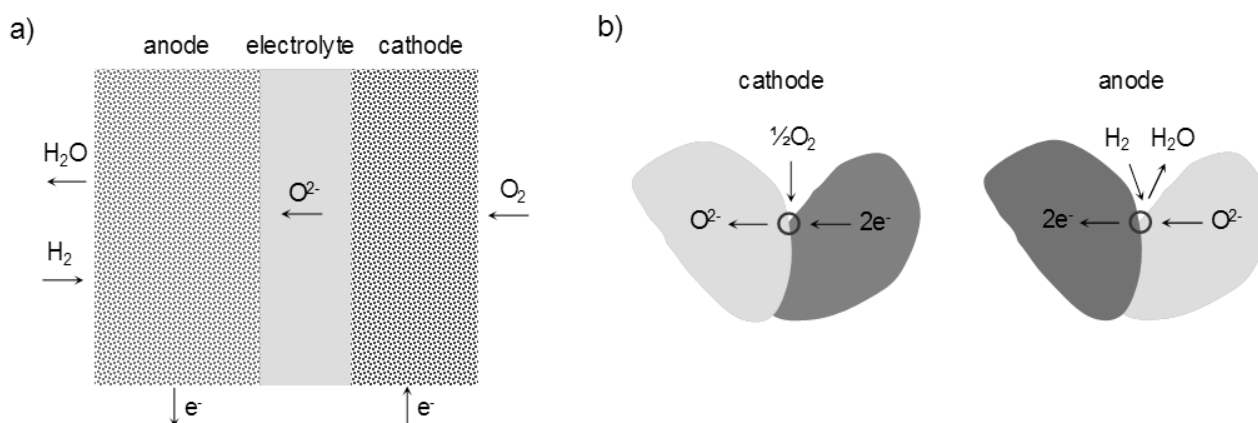 a)
anode electrolyte cathode
H₂O
H₂
O²⁻
O₂
e⁻
e⁻
b)
cathode
½O₂
O²⁻
2e⁻
anode
H₂
H₂O
2e⁻
O²⁻